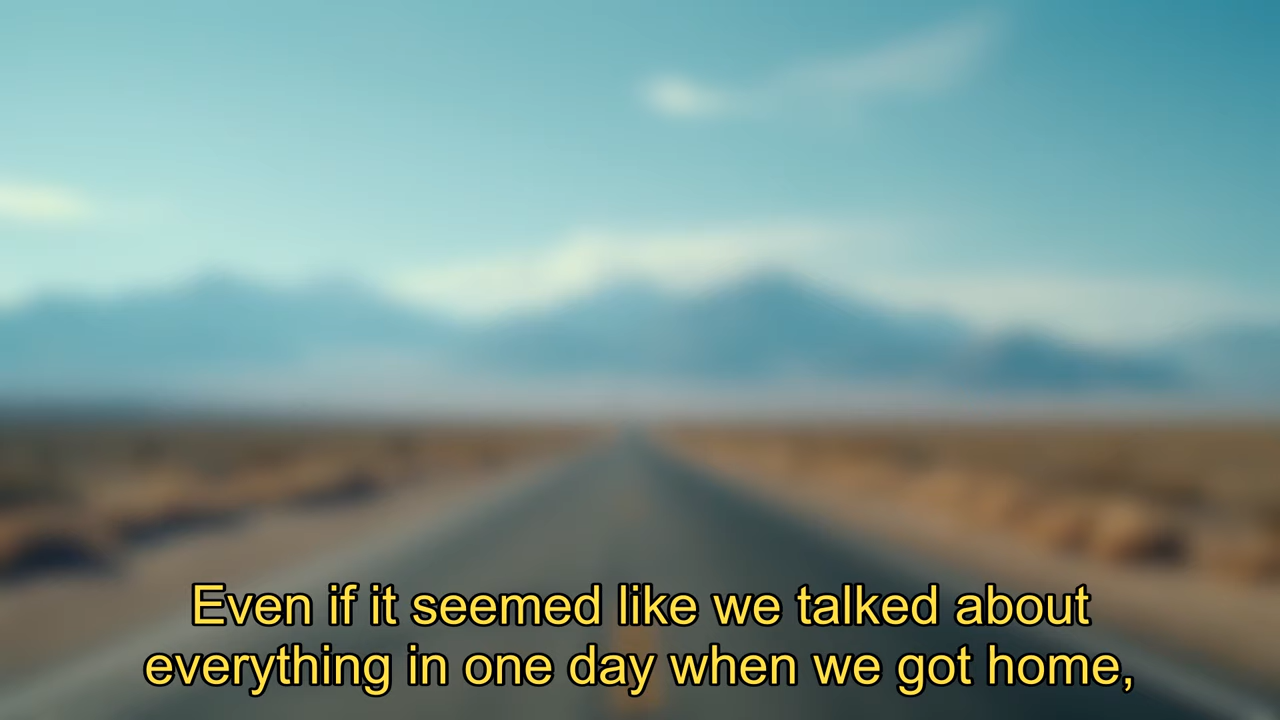 Even if it seemed like we talked about
everything in one day when we got home,